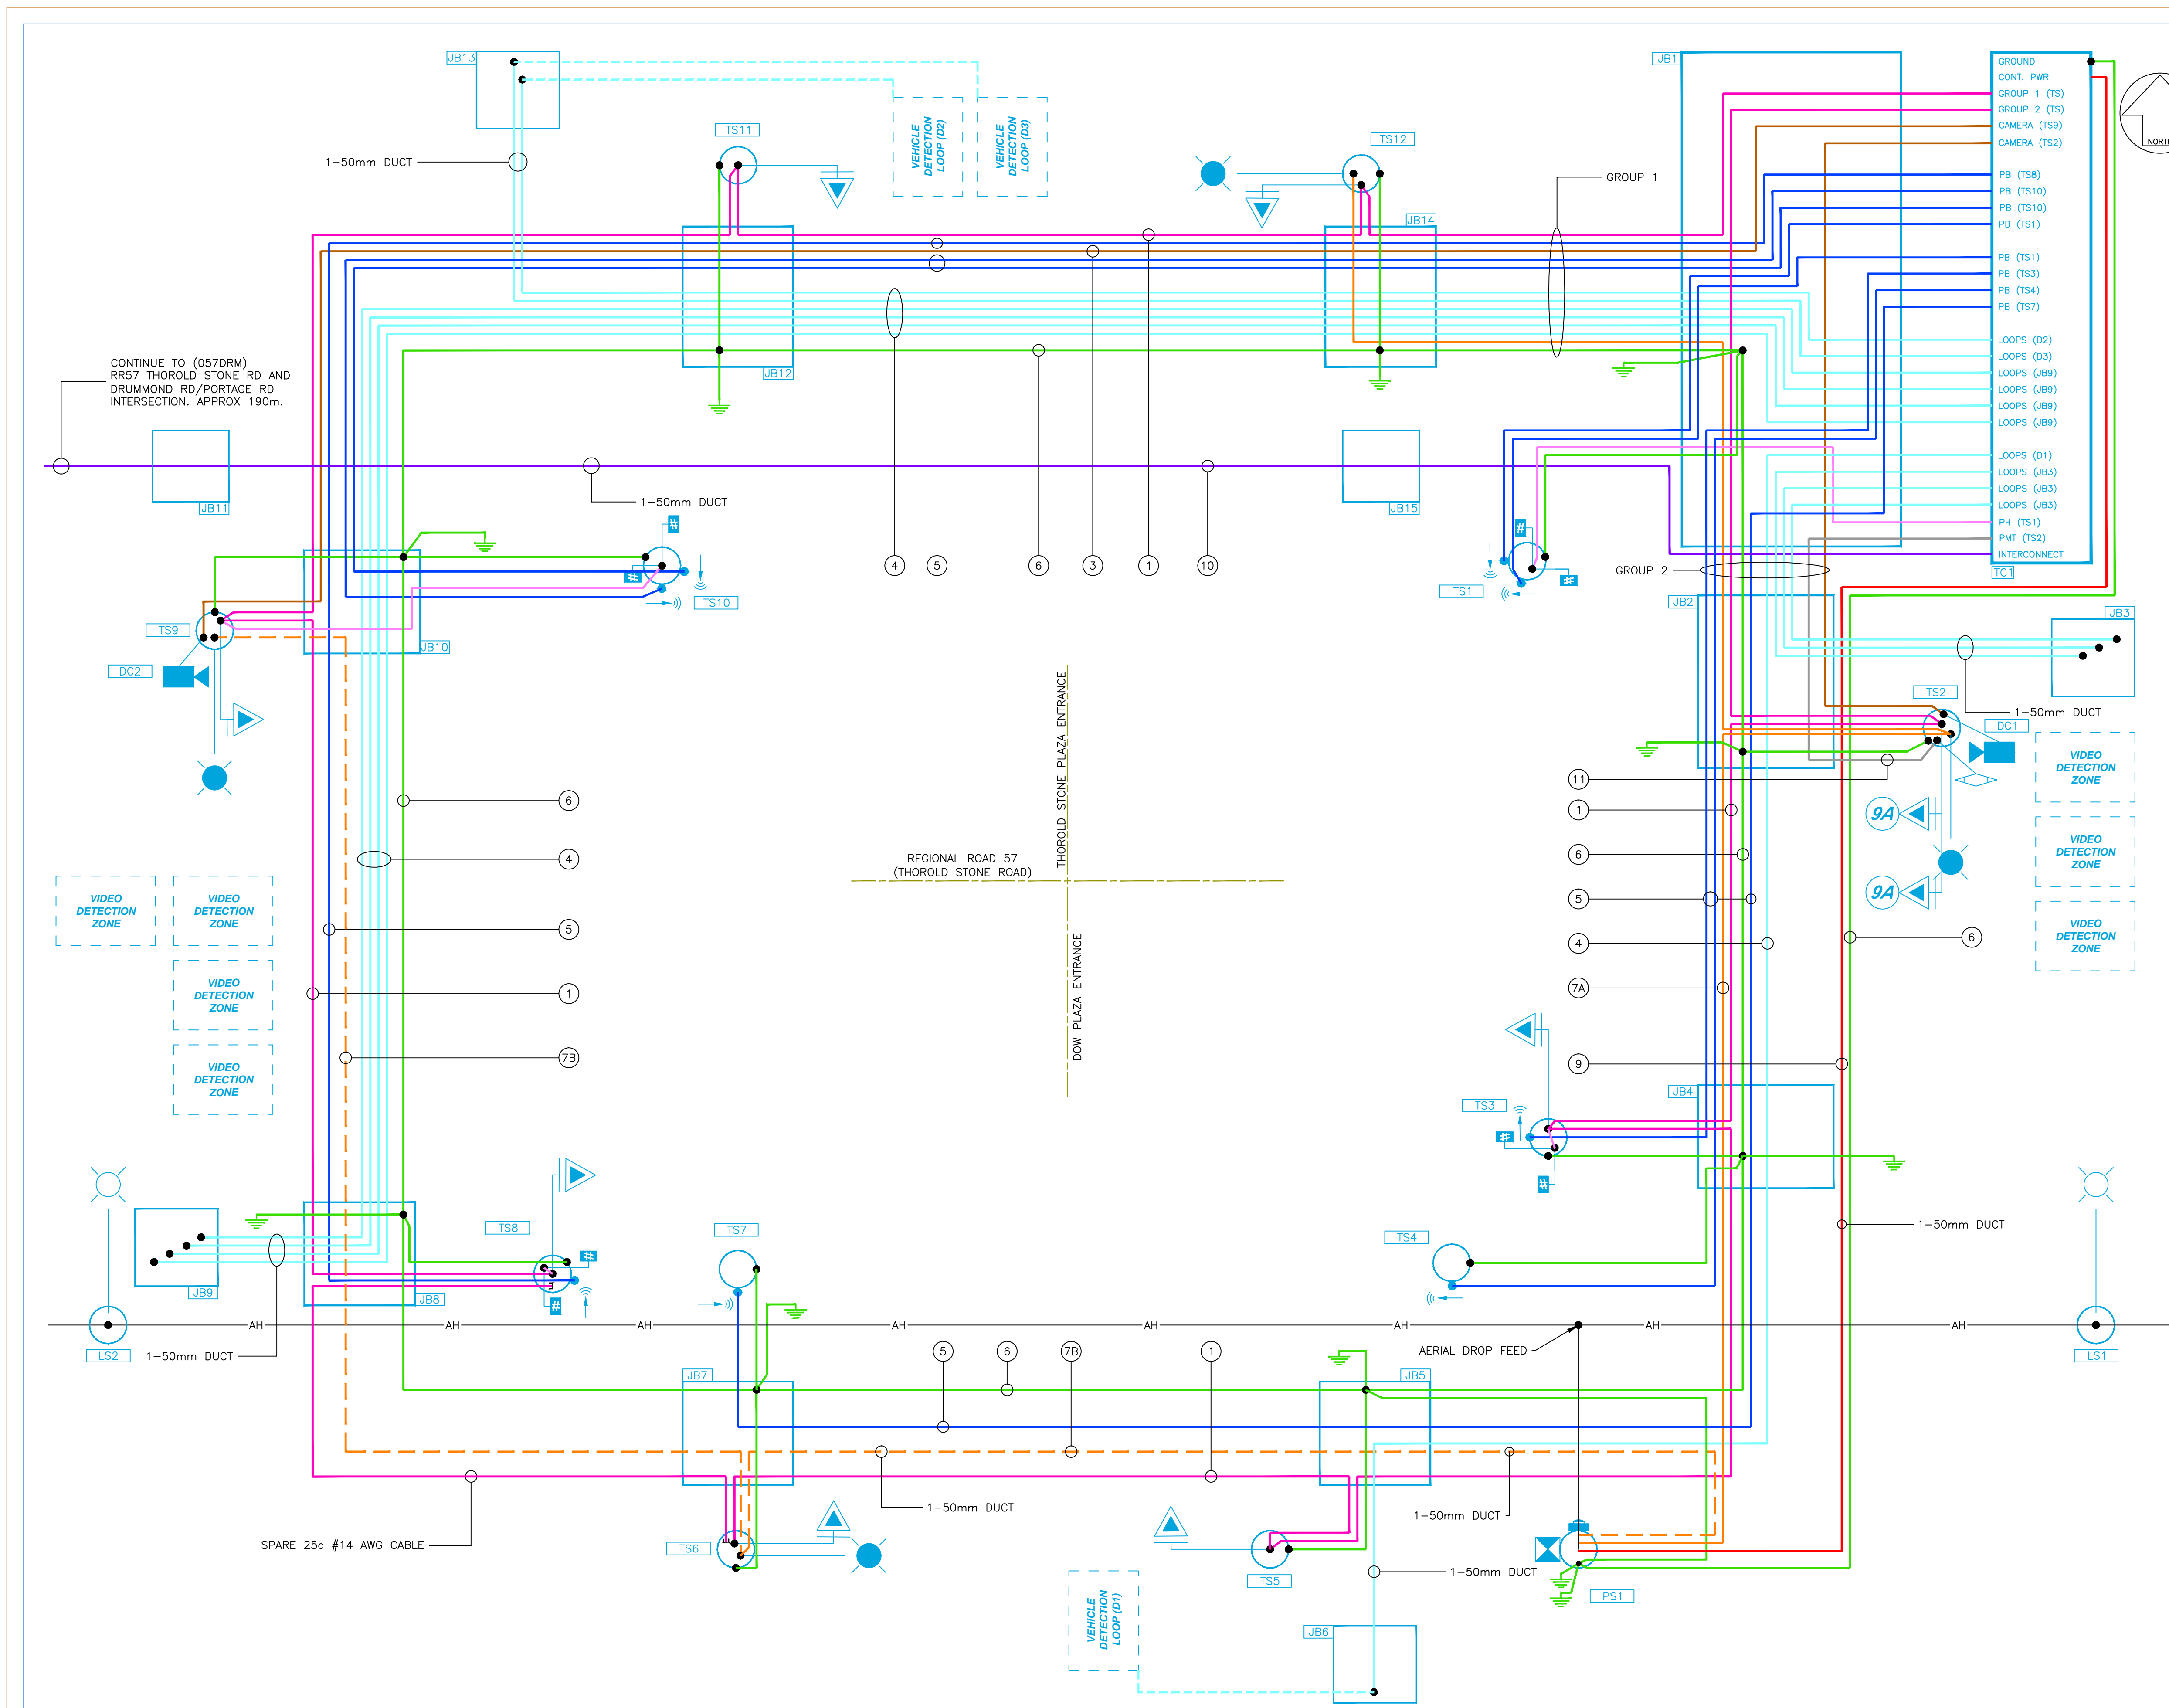 JB13
JB1
GROUND
CONT. PWR
GROUP 1 (TS)
GROUP 2 (TS)
CAMERA (TS9)
CAMERA (TS2)
PB (TS8)
PB (TS10)
PB (TS10)
PB (TS1)
PB (TS1)
PB (TS3)
PB (TS4)
PB (TS7)
LOOPS (D2)
LOOPS (D3)
LOOPS (JB9)
LOOPS (JB9)
LOOPS (JB9)
LOOPS (JB9)
LOOPS (D1)
LOOPS (JB3)
LOOPS (JB3)
LOOPS (JB3)
PH (TS1)
PMT (TS2)
INTERCONNECT
TC1
NORTH
VEHICLE
DETECTION
LOOP (D2)
VEHICLE
DETECTION
LOOP (D3)
TS11
TS12
1-50mm DUCT
GROUP 1
JB14
JB12
CONTINUE TO (057DRM)
RR57 THOROLD STONE RD AND
DRUMMOND RD/PORTAGE RD
INTERSECTION. APPROX 190m.
JB11
1-50mm DUCT
JB15
#
#
TS10
4
5
6
3
1
10
#
#
TS1
GROUP 2
JB2
JB3
TS9
DC2
JB10
TS2
1-50mm DUCT
DC1
THOROLD STONE PLAZA ENTRANCE
REGIONAL ROAD 57
(THOROLD STONE ROAD)
DOW PLAZA ENTRANCE
6
4
5
1
7B
11
1
6
5
4
7A
9
6
9A
9A
VIDEO
DETECTION
ZONE
VIDEO
DETECTION
ZONE
VIDEO
DETECTION
ZONE
VIDEO
DETECTION
ZONE
VIDEO
DETECTION
ZONE
VIDEO
DETECTION
ZONE
VIDEO
DETECTION
ZONE
JB4
TS3
#
#
TS8
#
#
TS7
TS4
1-50mm DUCT
JB9
JB8
AH
AH
AH
AH
AH
AH
AH
AH
LS2
1-50mm DUCT
LS1
AERIAL DROP FEED
5
6
7B
1
JB7
JB5
1-50mm DUCT
1-50mm DUCT
SPARE 25c #14 AWG CABLE
TS6
TS5
1-50mm DUCT
PS1
VEHICLE
DETECTION
LOOP (D1)
JB6